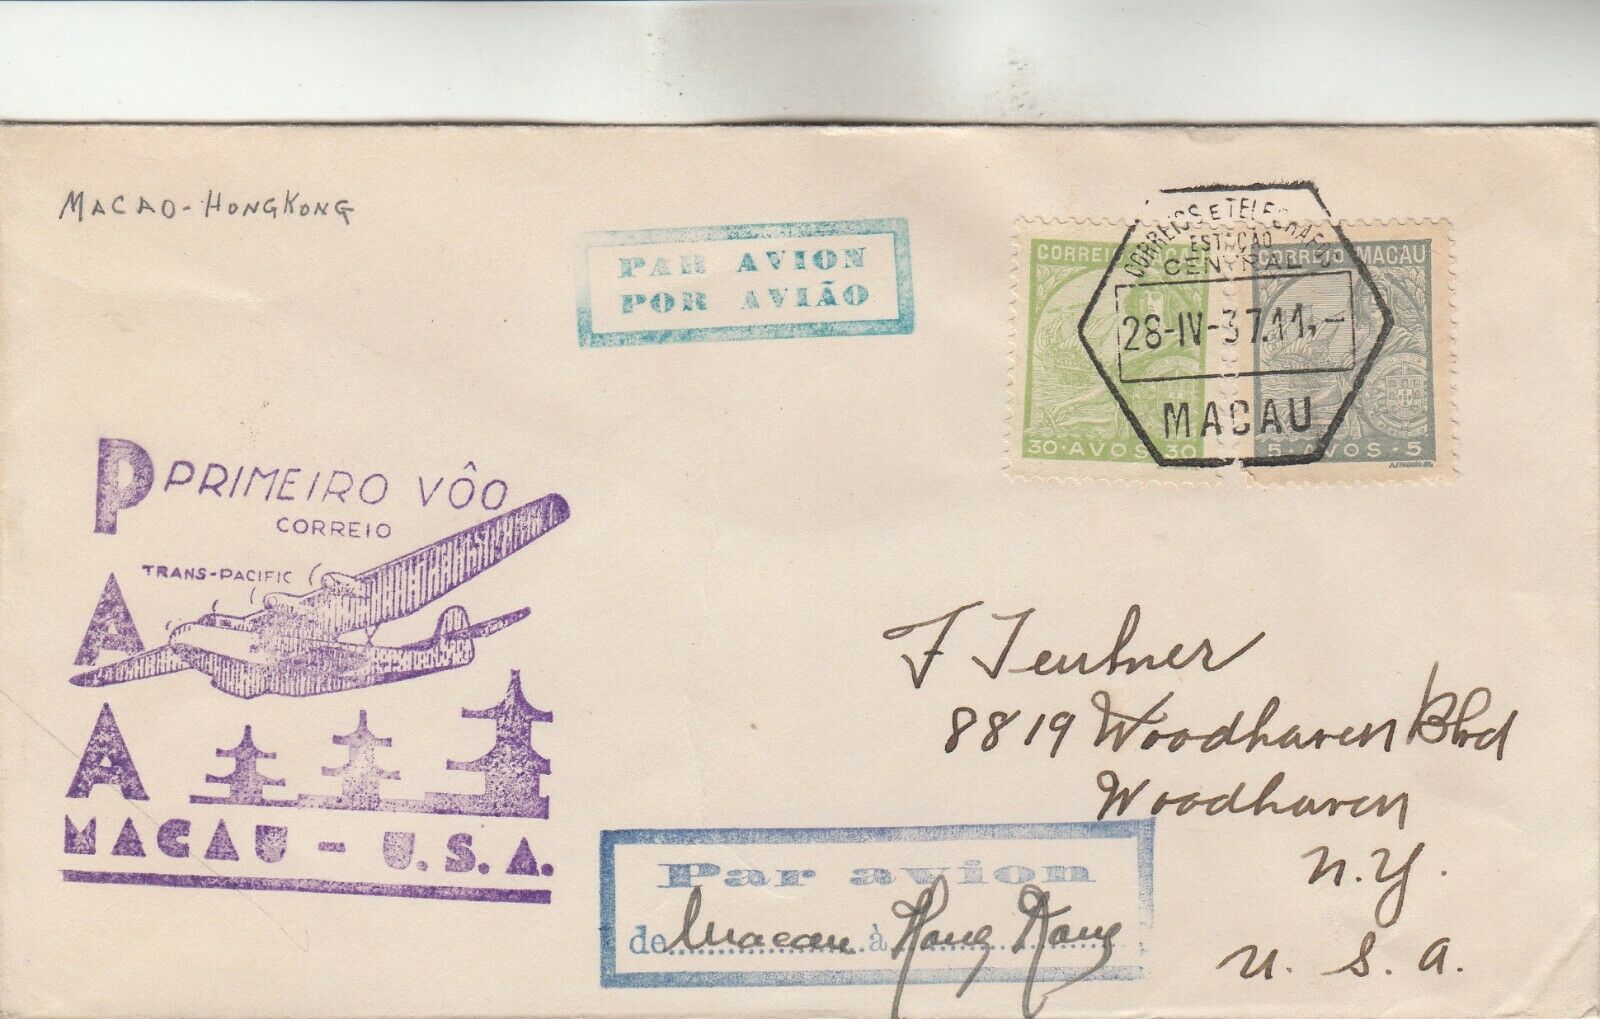 MACAO-HONGKONG
PAR AVION
POR AVIÃO
CORREIO MACAU
30·AVOS·30
CORREIO MACAU
5·AVOS·5
CORREIOS E TELEGRAFOS
ESTAÇÃO
CENTRAL
28-IV-37.11,-
MACAU
P PRIMEIRO VÔO
CORREIO
TRANS-PACIFIC
A
A
MACAU - U.S.A.
F Teubner
8819 Woodhaven Blvd
Woodhaven
N.Y.
U. S. A.
Par avion
de Macau à Hong Kong